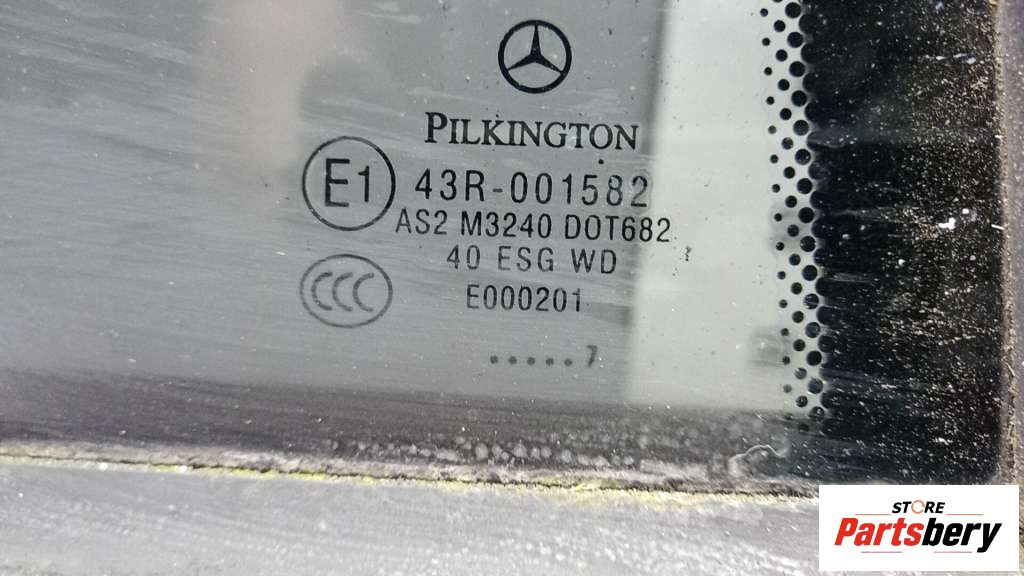 PILKINGTON
E1 43R-001582
AS2 M3240 DOT682
40 ESG WD
CCC E000201
.....7
STORE
Partsbery